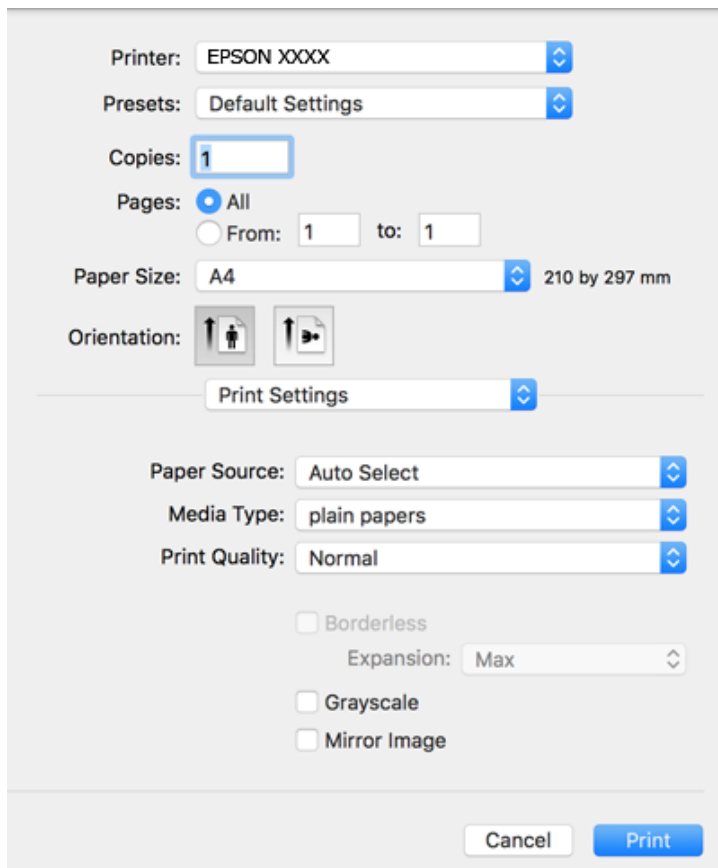 Printer: EPSON XXXX
Presets: Default Settings
Copies: 1
Pages: All
From: 1 to: 1
Paper Size: A4 210 by 297 mm
Orientation:
Print Settings
Paper Source: Auto Select
Media Type: plain papers
Print Quality: Normal
Borderless
Expansion: Max
Grayscale
Mirror Image
Cancel Print